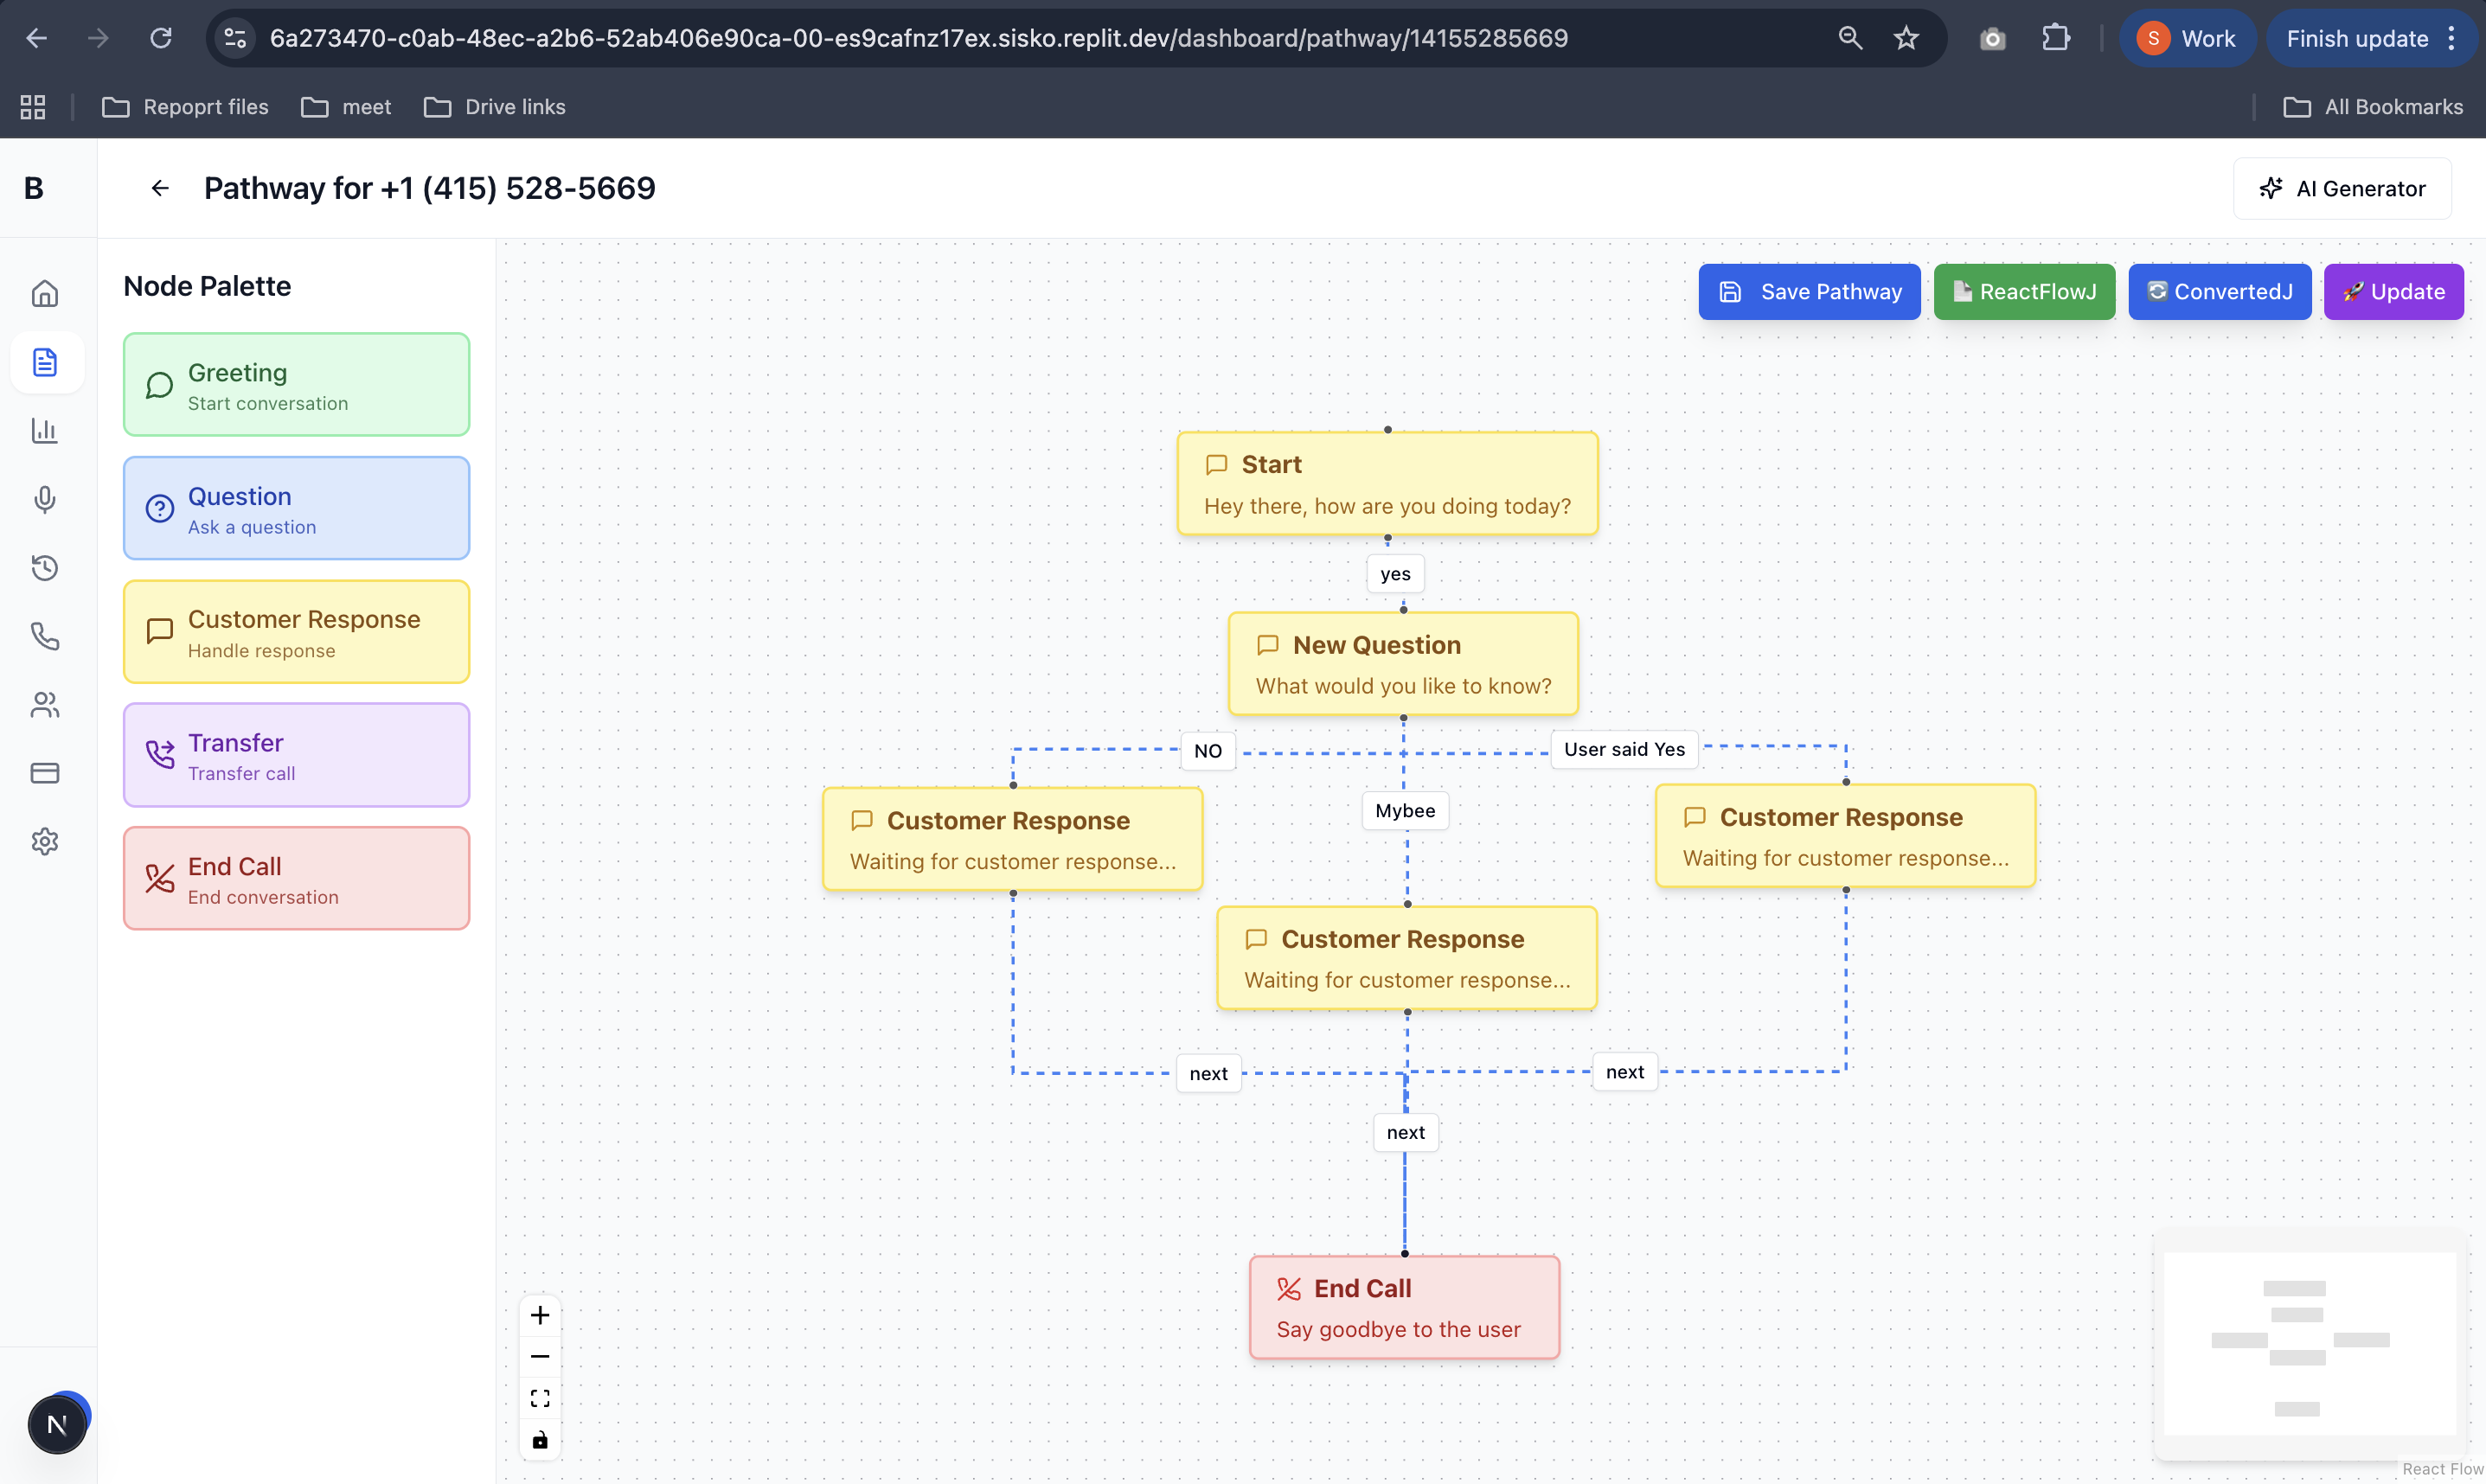 6a273470-c0ab-48ec-a2b6-52ab406e90ca-00-es9cafnz17ex.sisko.replit.dev/dashboard/pathway/14155285669
S
Work
Finish update
Repoprt files
meet
Drive links
All Bookmarks
B
Pathway for +1 (415) 528-5669
AI Generator
Node Palette
Greeting
Start conversation
Question
Ask a question
Customer Response
Handle response
Transfer
Transfer call
End Call
End conversation
Save Pathway
ReactFlowJ
ConvertedJ
Update
Start
Hey there, how are you doing today?
yes
New Question
What would you like to know?
NO
User said Yes
Mybee
Customer Response
Waiting for customer response...
Customer Response
Waiting for customer response...
Customer Response
Waiting for customer response...
next
next
next
End Call
Say goodbye to the user
N
React Flow